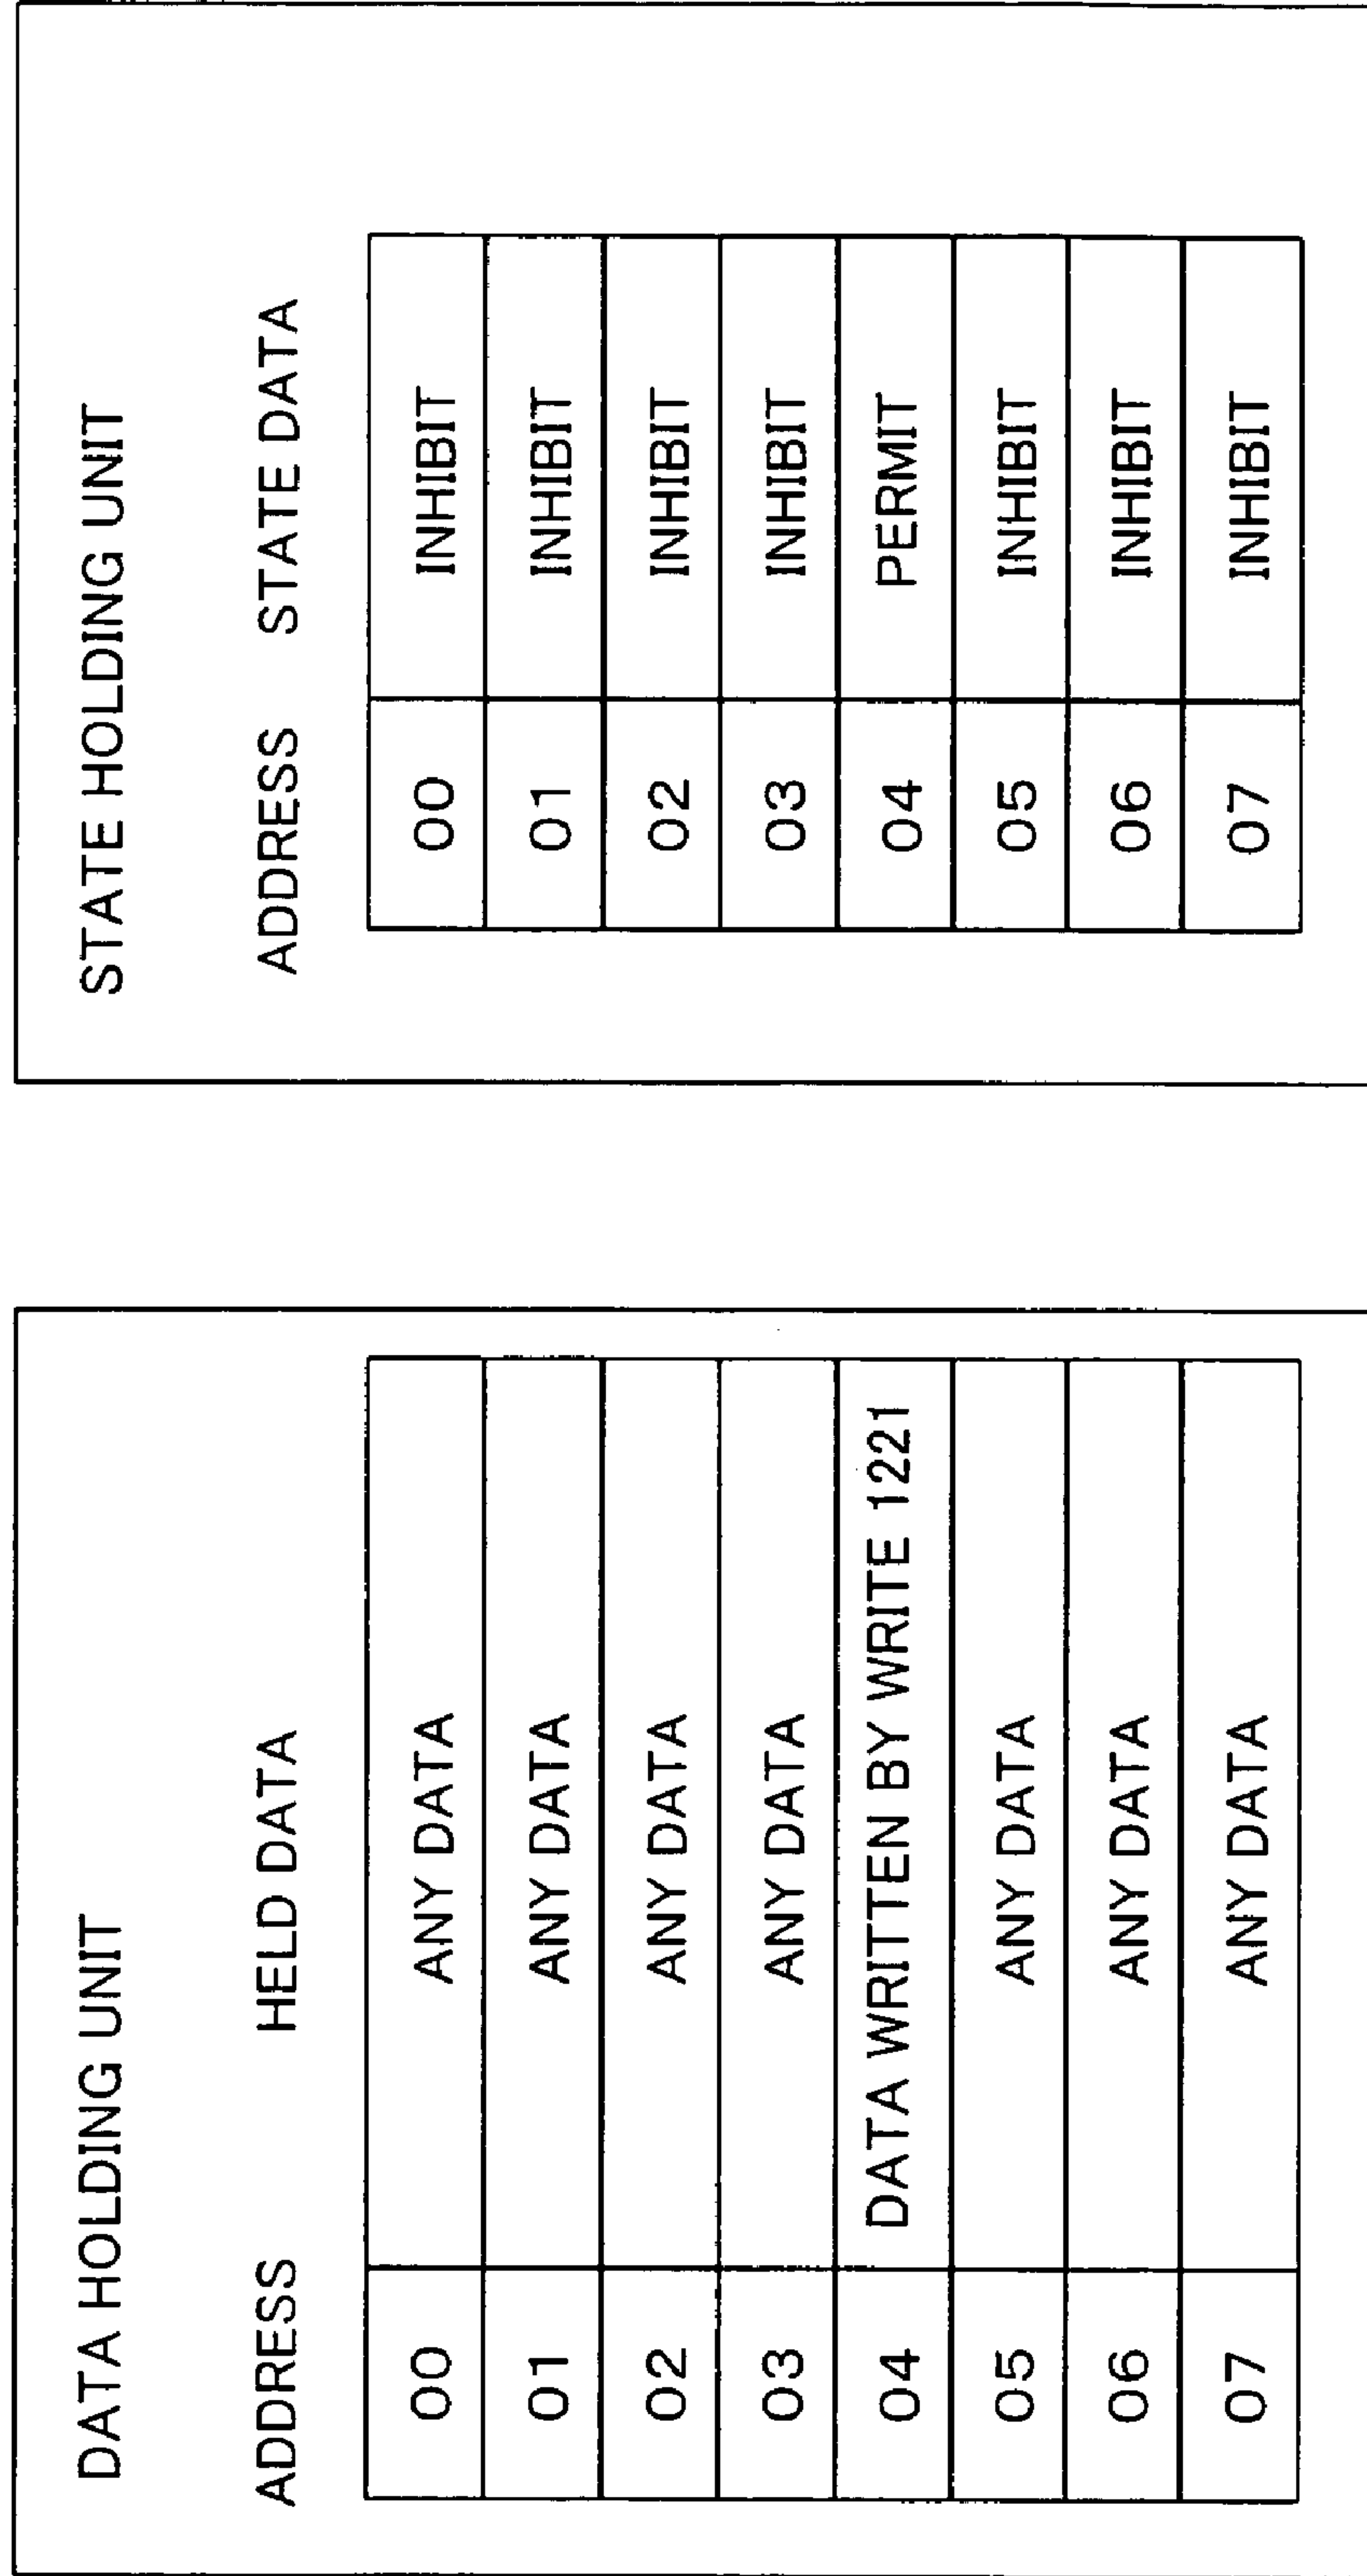 DATA HOLDING UNIT
ADDRESS HELD DATA
00 ANY DATA
01 ANY DATA
02 ANY DATA
03 ANY DATA
04 DATA WRITTEN BY WRITE 1221
05 ANY DATA
06 ANY DATA
07 ANY DATA
STATE HOLDING UNIT
ADDRESS STATE DATA
00 INHIBIT
01 INHIBIT
02 INHIBIT
03 INHIBIT
04 PERMIT
05 INHIBIT
06 INHIBIT
07 INHIBIT